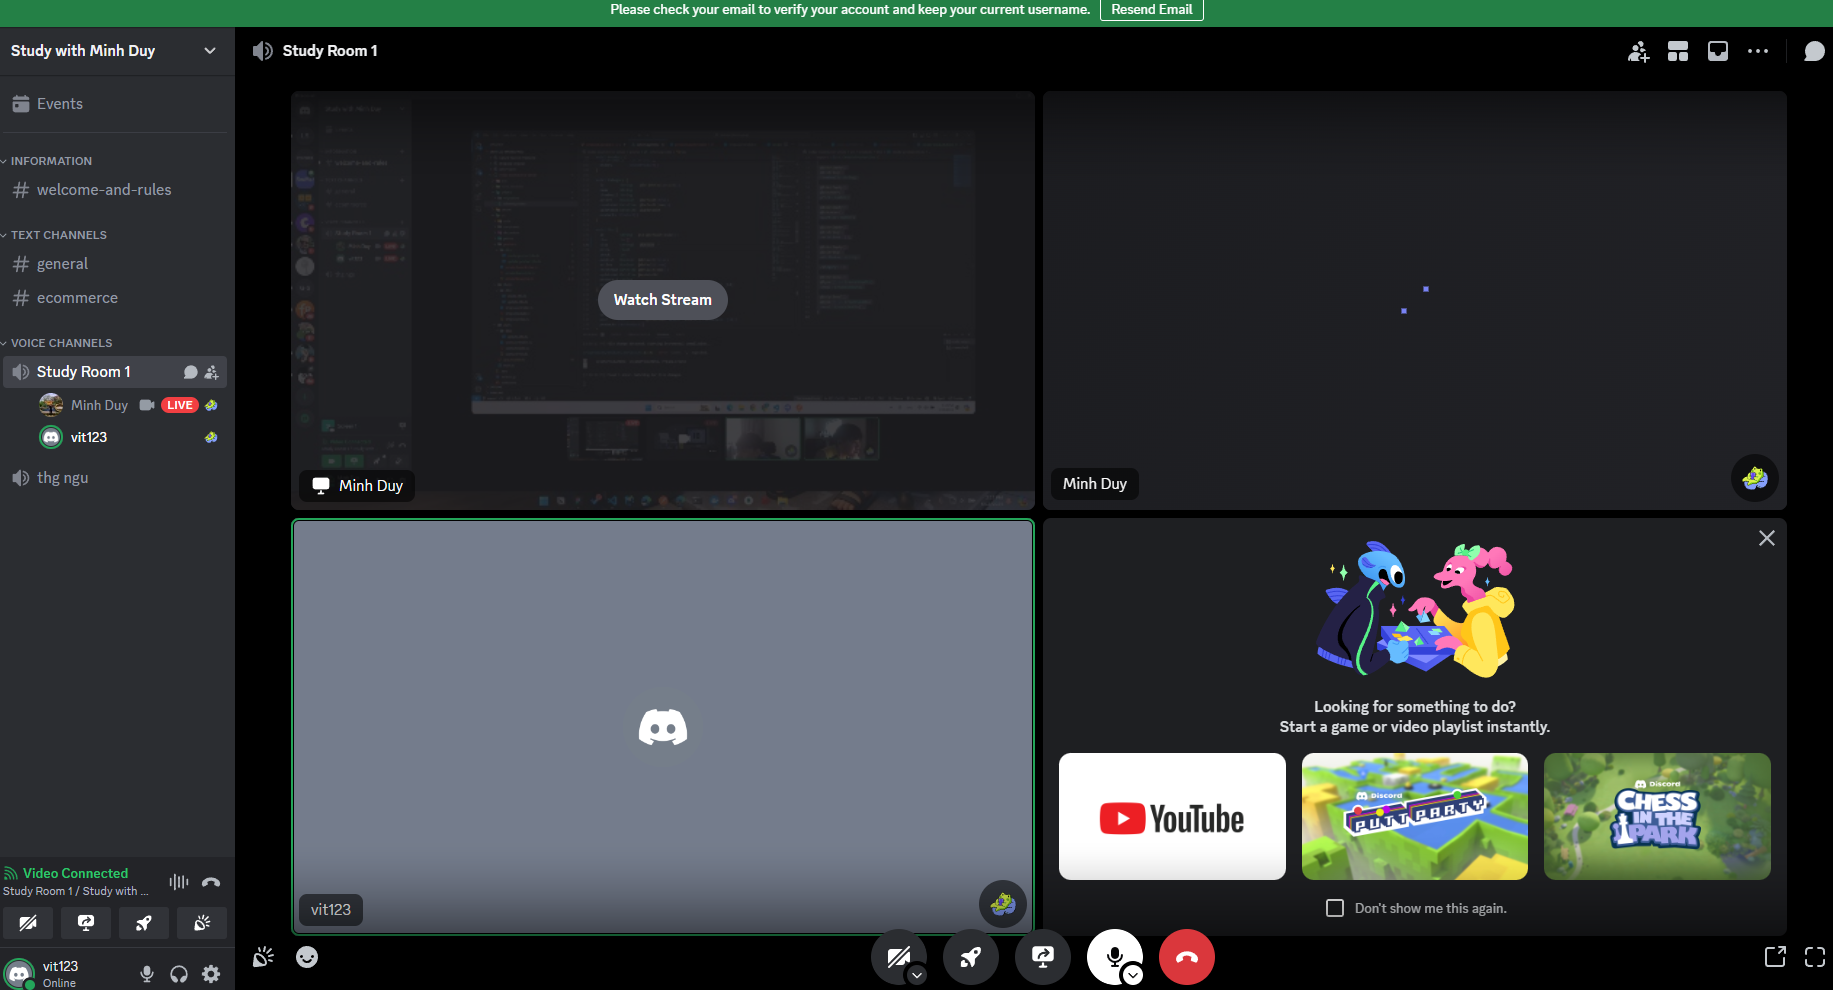 Please check your email to verify your account and keep your current username.
Resend Email
Study with Minh Duy
Study Room 1
Events
INFORMATION
welcome-and-rules
TEXT CHANNELS
general
ecommerce
VOICE CHANNELS
Study Room 1
Minh Duy
LIVE
vit123
thg ngu
Watch Stream
Minh Duy
Minh Duy
vit123
Looking for something to do?
Start a game or video playlist instantly.
YouTube
Discord
PUTT PARTY
Discord
CHESS
IN THE
PARK
Don't show me this again.
Video Connected
Study Room 1 / Study with ...
vit123
Online